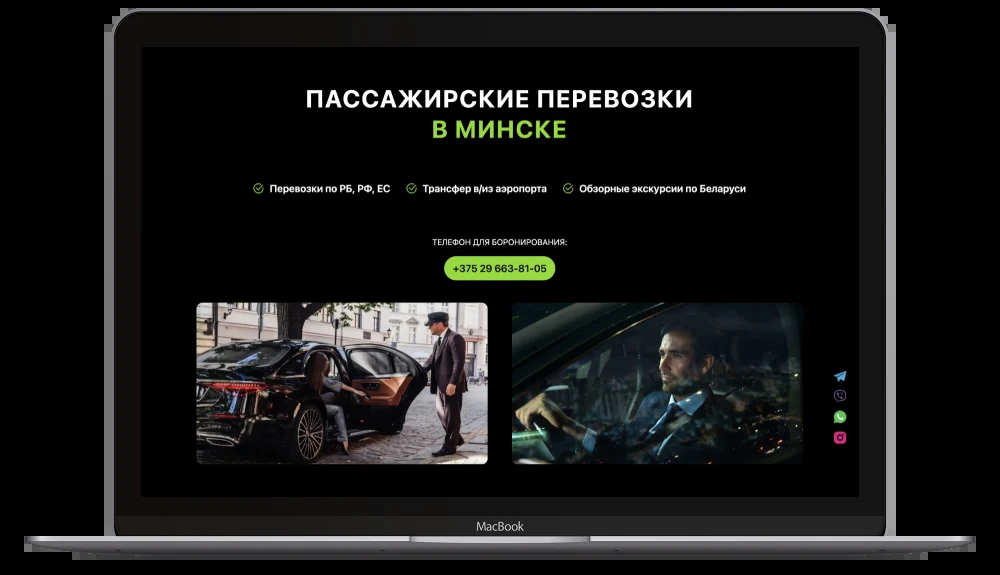 ПАССАЖИРСКИЕ ПЕРЕВОЗКИ
В МИНСКЕ
Перевозки по РБ, РФ, ЕС
Трансфер в/из аэропорта
Обзорные экскурсии по Беларуси
ТЕЛЕФОН ДЛЯ БОРОНИРОВАНИЯ:
+375 29 663-81-05
MacBook